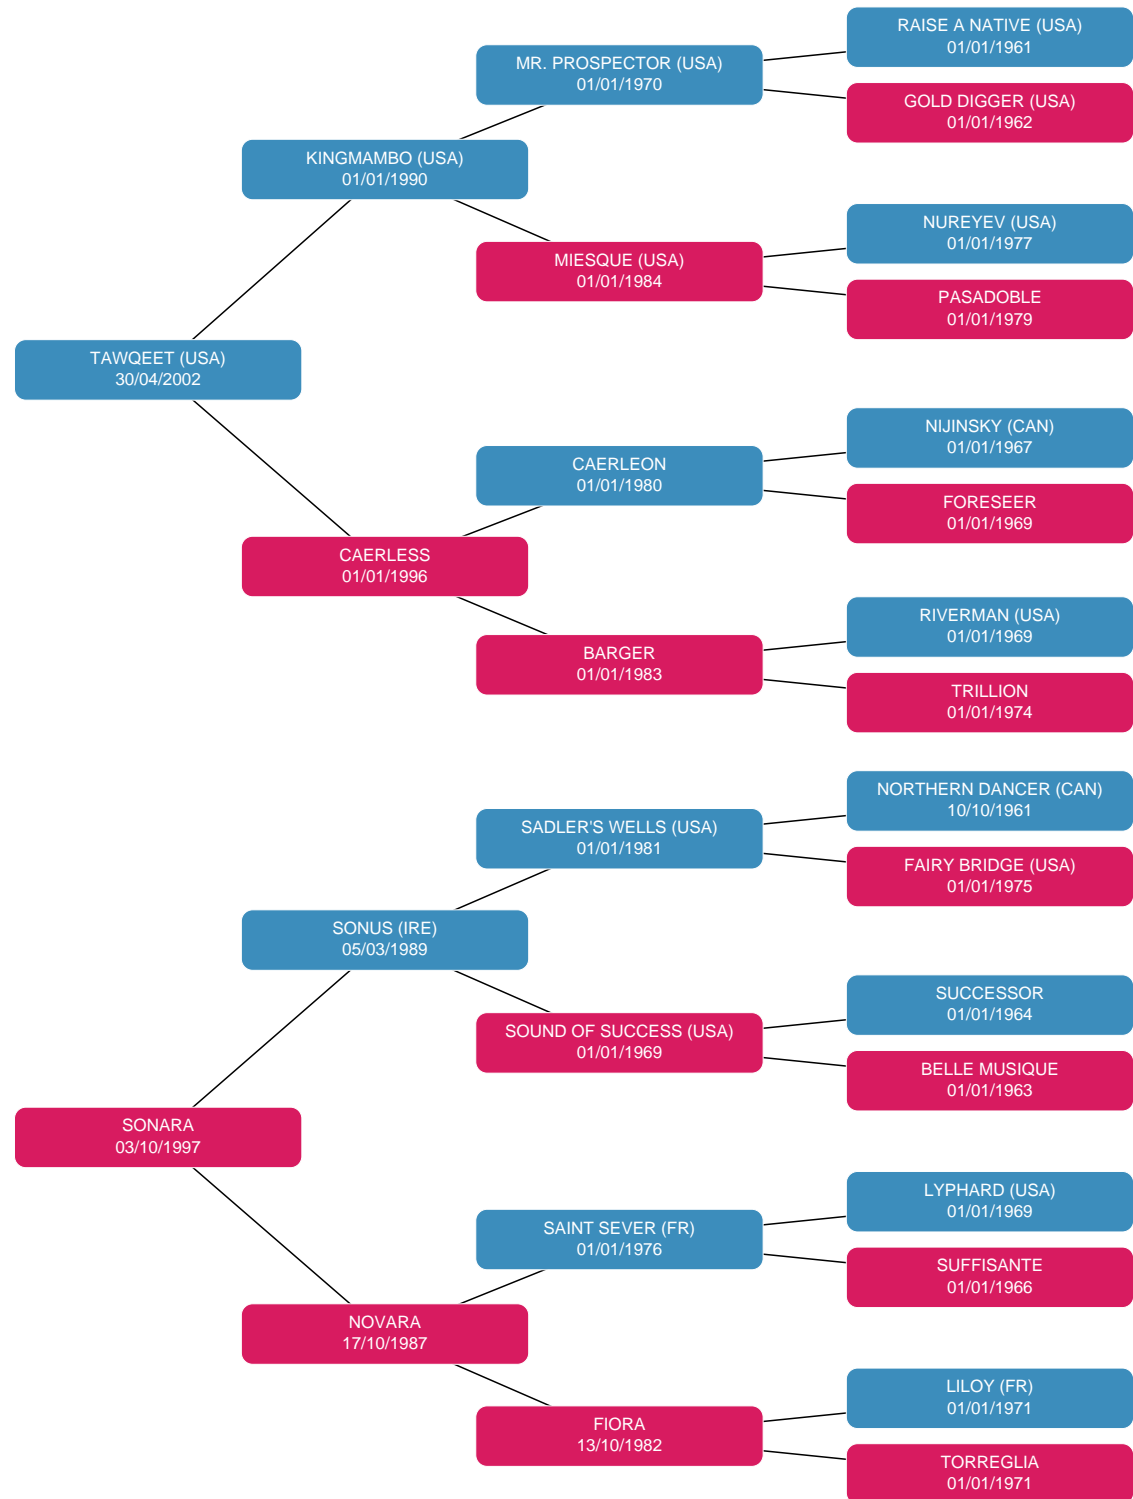 RAISE A NATIVE (USA)
01/01/1961
MR. PROSPECTOR (USA)
01/01/1970
GOLD DIGGER (USA)
01/01/1962
KINGMAMBO (USA)
01/01/1990
NUREYEV (USA)
01/01/1977
MIESQUE (USA)
01/01/1984
PASADOBLE
01/01/1979
TAWQEET (USA)
30/04/2002
NIJINSKY (CAN)
01/01/1967
CAERLEON
01/01/1980
FORESEER
01/01/1969
CAERLESS
01/01/1996
RIVERMAN (USA)
01/01/1969
BARGER
01/01/1983
TRILLION
01/01/1974
NORTHERN DANCER (CAN)
10/10/1961
SADLER'S WELLS (USA)
01/01/1981
FAIRY BRIDGE (USA)
01/01/1975
SONUS (IRE)
05/03/1989
SUCCESSOR
01/01/1964
SOUND OF SUCCESS (USA)
01/01/1969
BELLE MUSIQUE
01/01/1963
SONARA
03/10/1997
LYPHARD (USA)
01/01/1969
SAINT SEVER (FR)
01/01/1976
SUFFISANTE
01/01/1966
NOVARA
17/10/1987
LILOY (FR)
01/01/1971
FIORA
13/10/1982
TORREGLIA
01/01/1971